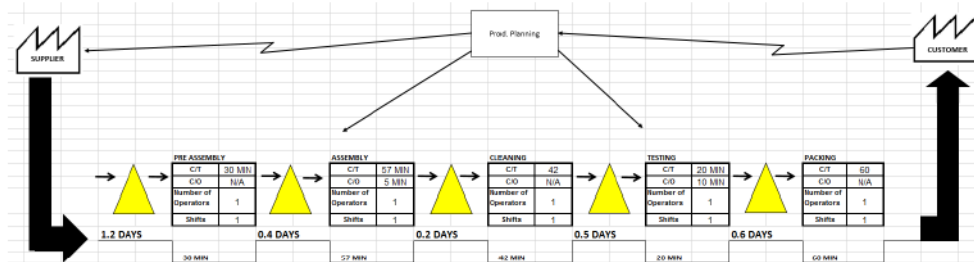 Prod. Planning
SUPPLIER
CUSTOMER
PRE ASSEMBLY
C/T 30 MIN
C/O N/A
Number of
Operators 1
Shifts 1
ASSEMBLY
C/T 57 MIN
C/O 5 MIN
Number of
Operators 1
Shifts 1
CLEANING
C/T 42
C/O N/A
Number of
Operators 1
Shifts 1
TESTING
C/T 20 MIN
C/O 10 MIN
Number of
Operators 1
Shifts 1
PACKING
C/T 60
C/O N/A
Number of
Operators 1
Shifts 1
1.2 DAYS
0.4 DAYS
0.2 DAYS
0.5 DAYS
0.6 DAYS
30 MIN
57 MIN
42 MIN
20 MIN
60 MIN